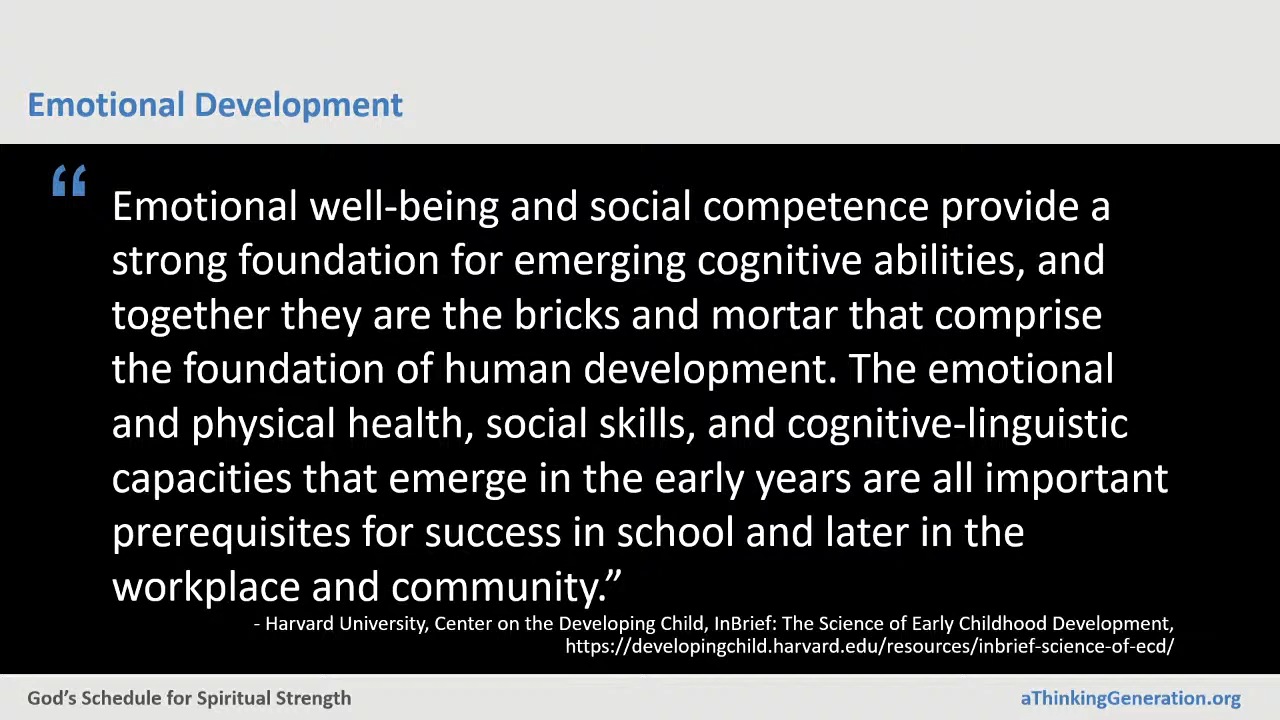 Emotional Development
“ Emotional well-being and social competence provide a
strong foundation for emerging cognitive abilities, and
together they are the bricks and mortar that comprise
the foundation of human development. The emotional
and physical health, social skills, and cognitive-linguistic
capacities that emerge in the early years are all important
prerequisites for success in school and later in the
workplace and community.”
- Harvard University, Center on the Developing Child, InBrief: The Science of Early Childhood Development,
https://developingchild.harvard.edu/resources/inbrief-science-of-ecd/
God’s Schedule for Spiritual Strength
aThinkingGeneration.org